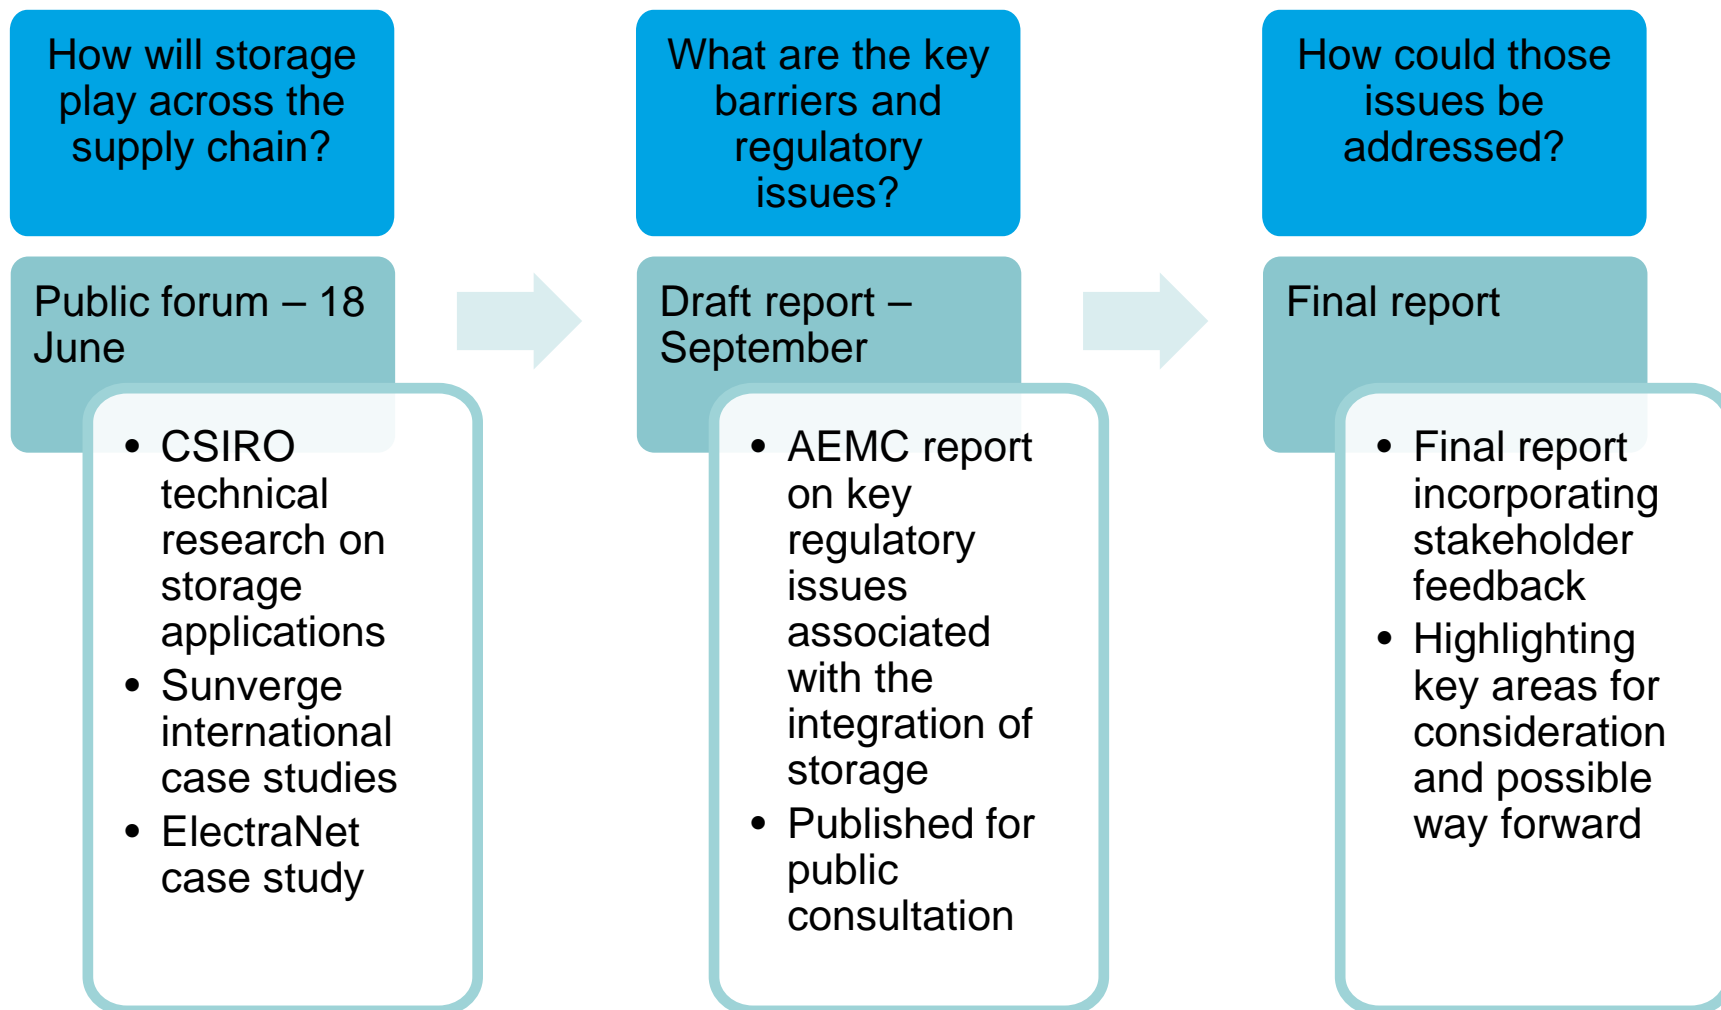 How will storage
play across the
supply chain?
Public forum – 18
June
• CSIRO
technical
research on
storage
applications
• Sunverge
international
case studies
• ElectraNet
case study
What are the key
barriers and
regulatory
issues?
Draft report –
September
• AEMC report
on key
regulatory
issues
associated
with the
integration of
storage
• Published for
public
consultation
How could those
issues be
addressed?
Final report
• Final report
incorporating
stakeholder
feedback
• Highlighting
key areas for
consideration
and possible
way forward